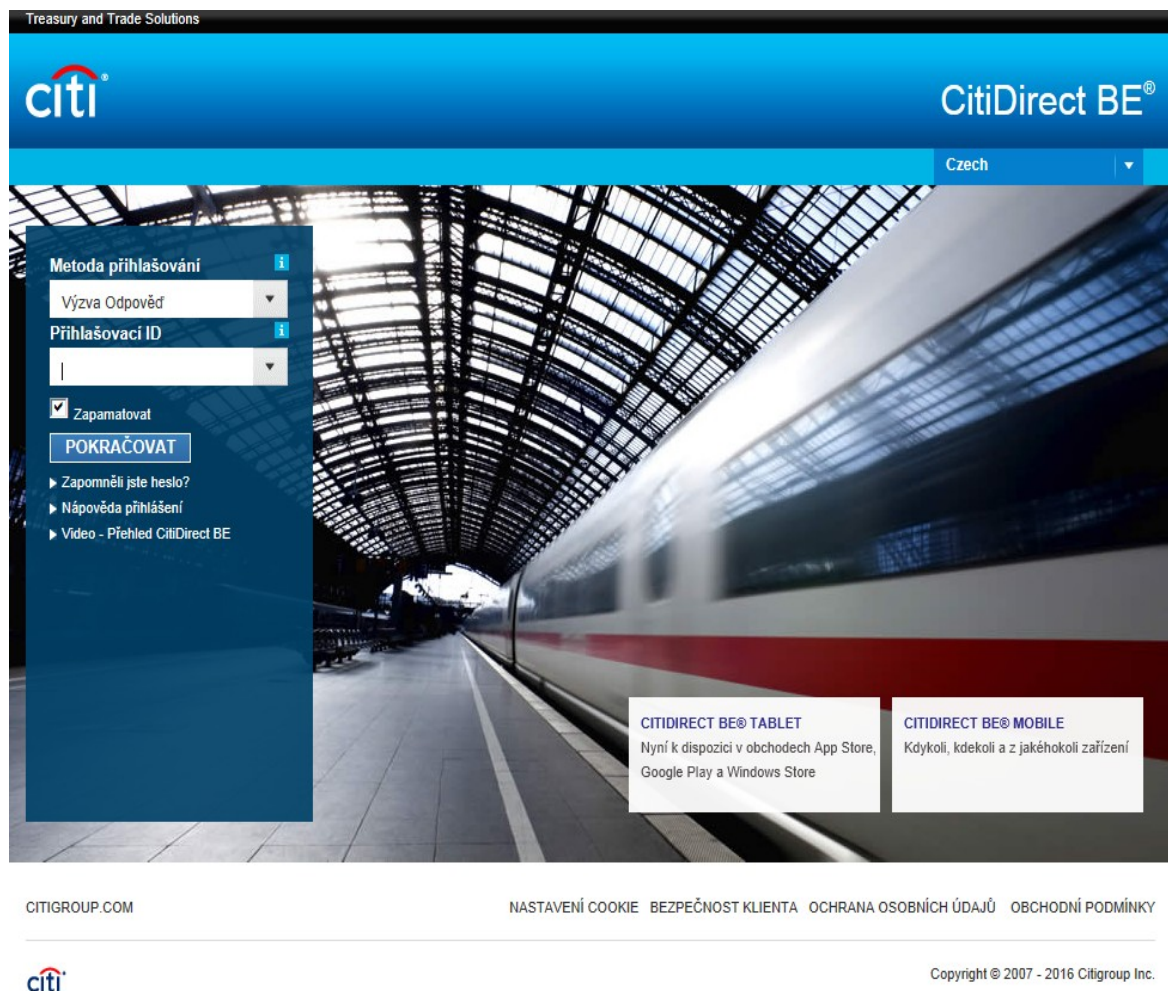 Treasury and Trade Solutions
citi®
CitiDirect BE®
Czech
Metoda přihlašování
i
Výzva Odpověď
Přihlašovací ID
i
Zapamatovat
POKRAČOVAT
Zapomněli jste heslo?
Nápověda přihlášení
Video - Přehled CitiDirect BE
CITIDIRECT BE® TABLET
Nyní k dispozici v obchodech App Store,
Google Play a Windows Store
CITIDIRECT BE® MOBILE
Kdykoli, kdekoli a z jakéhokoli zařízení
CITIGROUP.COM
NASTAVENÍ COOKIE BEZPEČNOST KLIENTA OCHRANA OSOBNÍCH ÚDAJŮ OBCHODNÍ PODMÍNKY
citi
Copyright © 2007 - 2016 Citigroup Inc.